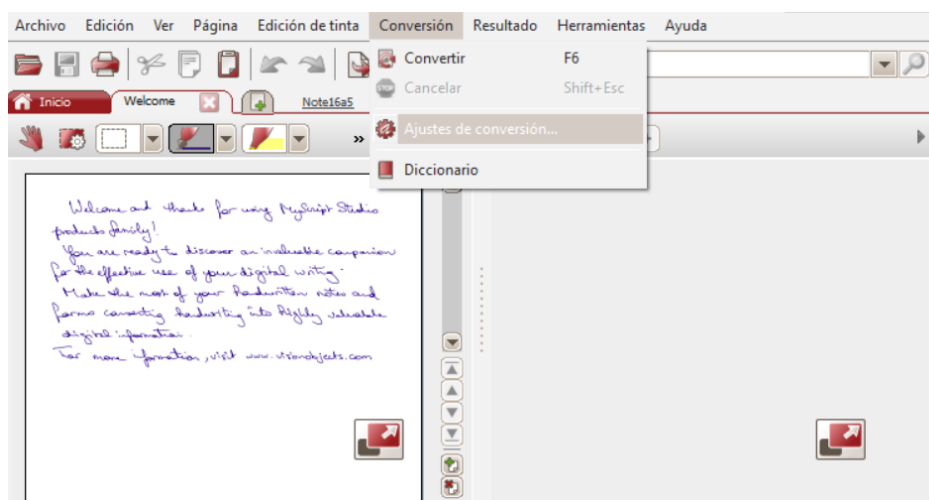 Archivo Edición Ver Página Edición de tinta Conversión Resultado Herramientas Ayuda
Convertir F6
Cancelar Shift+Esc
Inicio Welcome Note16a5
Ajustes de conversión...
Diccionario
Welcome and thanks for using MyScript Studio
products family!
You are ready to discover an invaluable companion
for the effective use of your digital writing.
Make the most of your handwritten notes and
forms converting handwriting into highly valuable
digital information.
For more information, visit www.visionobjects.com